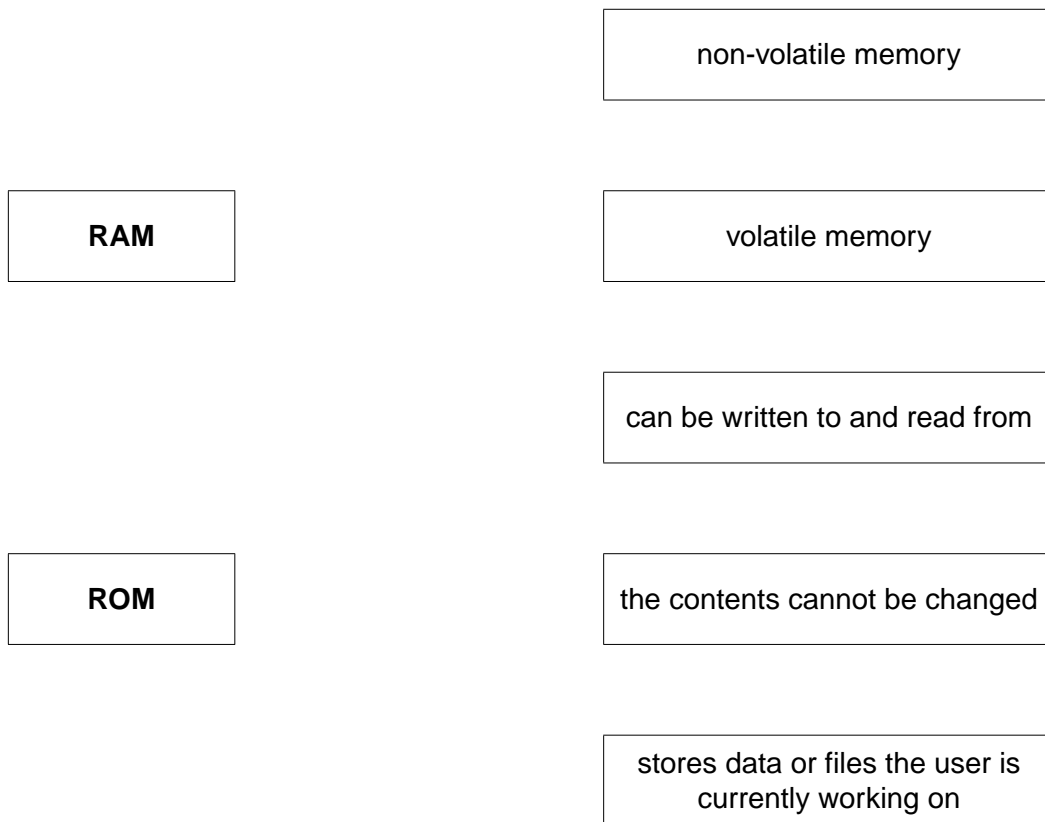 non-volatile memory
RAM
volatile memory
can be written to and read from
ROM
the contents cannot be changed
stores data or files the user is
currently working on